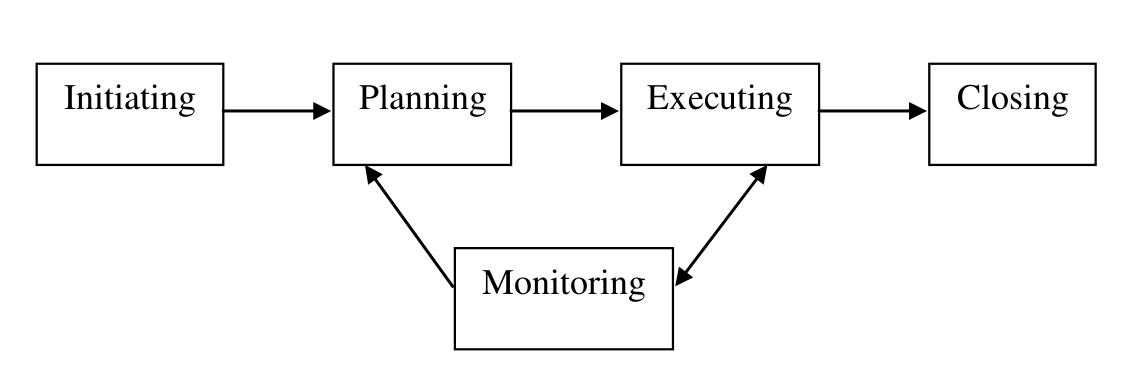 Initiating
Planning
Executing
Closing
Monitoring